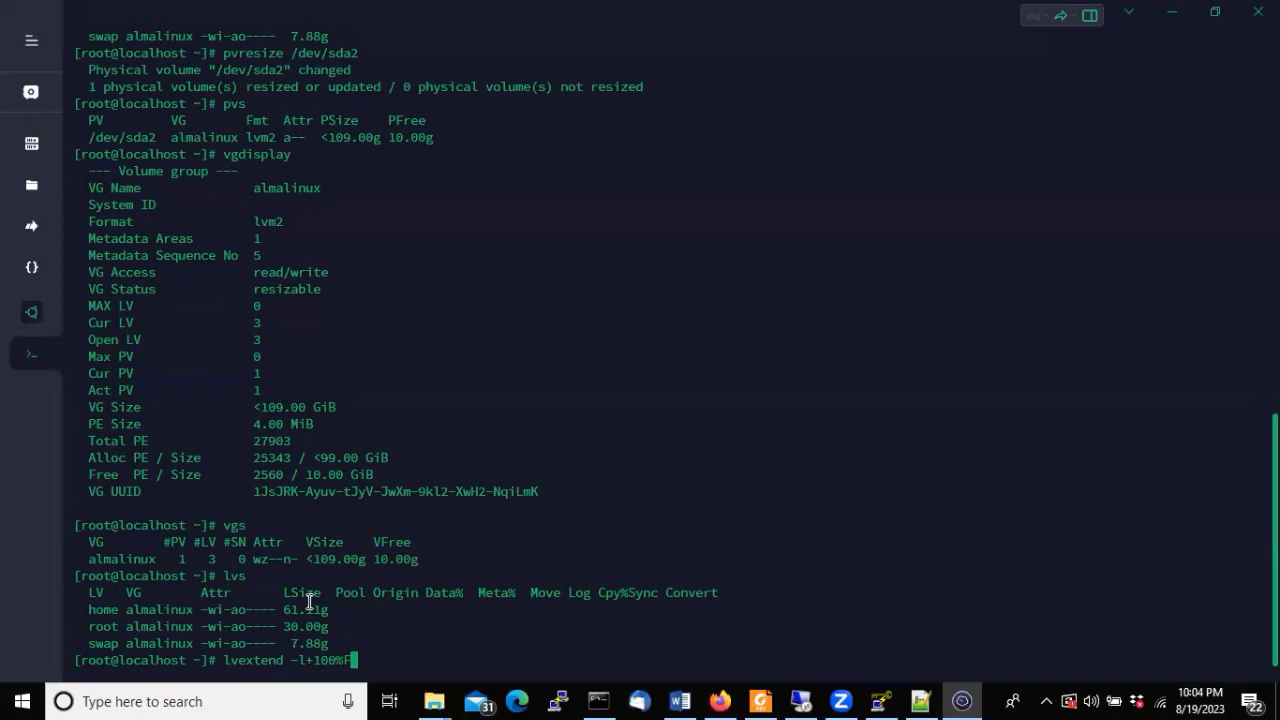 swap almalinux -wi-ao----  7.88g
[root@localhost ~]# pvresize /dev/sda2
Physical volume "/dev/sda2" changed
1 physical volume(s) resized or updated / 0 physical volume(s) not resized
[root@localhost ~]# pvs
PV VG Fmt Attr PSize PFree
/dev/sda2 almalinux lvm2 a-- <109.00g 10.00g
[root@localhost ~]# vgdisplay
--- Volume group ---
VG Name almalinux
System ID
Format lvm2
Metadata Areas 1
Metadata Sequence No 5
VG Access read/write
VG Status resizable
MAX LV 0
Cur LV 3
Open LV 3
Max PV 0
Cur PV 1
Act PV 1
VG Size <109.00 GiB
PE Size 4.00 MiB
Total PE 27903
Alloc PE / Size 25343 / <99.00 GiB
Free PE / Size 2560 / 10.00 GiB
VG UUID 1JsJRK-Ayuv-tJyV-JwXm-9kl2-XwH2-NqiLmK
[root@localhost ~]# vgs
VG #PV #LV #SN Attr VSize VFree
almalinux 1 3 0 wz--n- <109.00g 10.00g
[root@localhost ~]# lvs
LV VG Attr LSize Pool Origin Data% Meta% Move Log Cpy%Sync Convert
home almalinux -wi-ao----
root almalinux -wi-ao---- 30.00g
swap almalinux -wi-ao---- 7.88g
[root@localhost ~]# lvextend -l+100%F
Type here to search
31
10:04 PM
8/19/2023
22